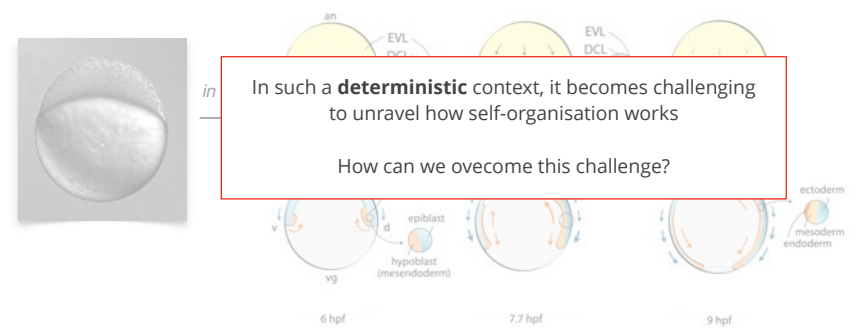 an
EVL
DCL
EVL
DCL
in
In such a deterministic context, it becomes challenging
to unravel how self-organisation works
How can we ovecome this challenge?
ectoderm
mesoderm
endoderm
v
d
epiblast
hypoblast
(mesendoderm)
vg
6 hpf
7.7 hpf
9 hpf